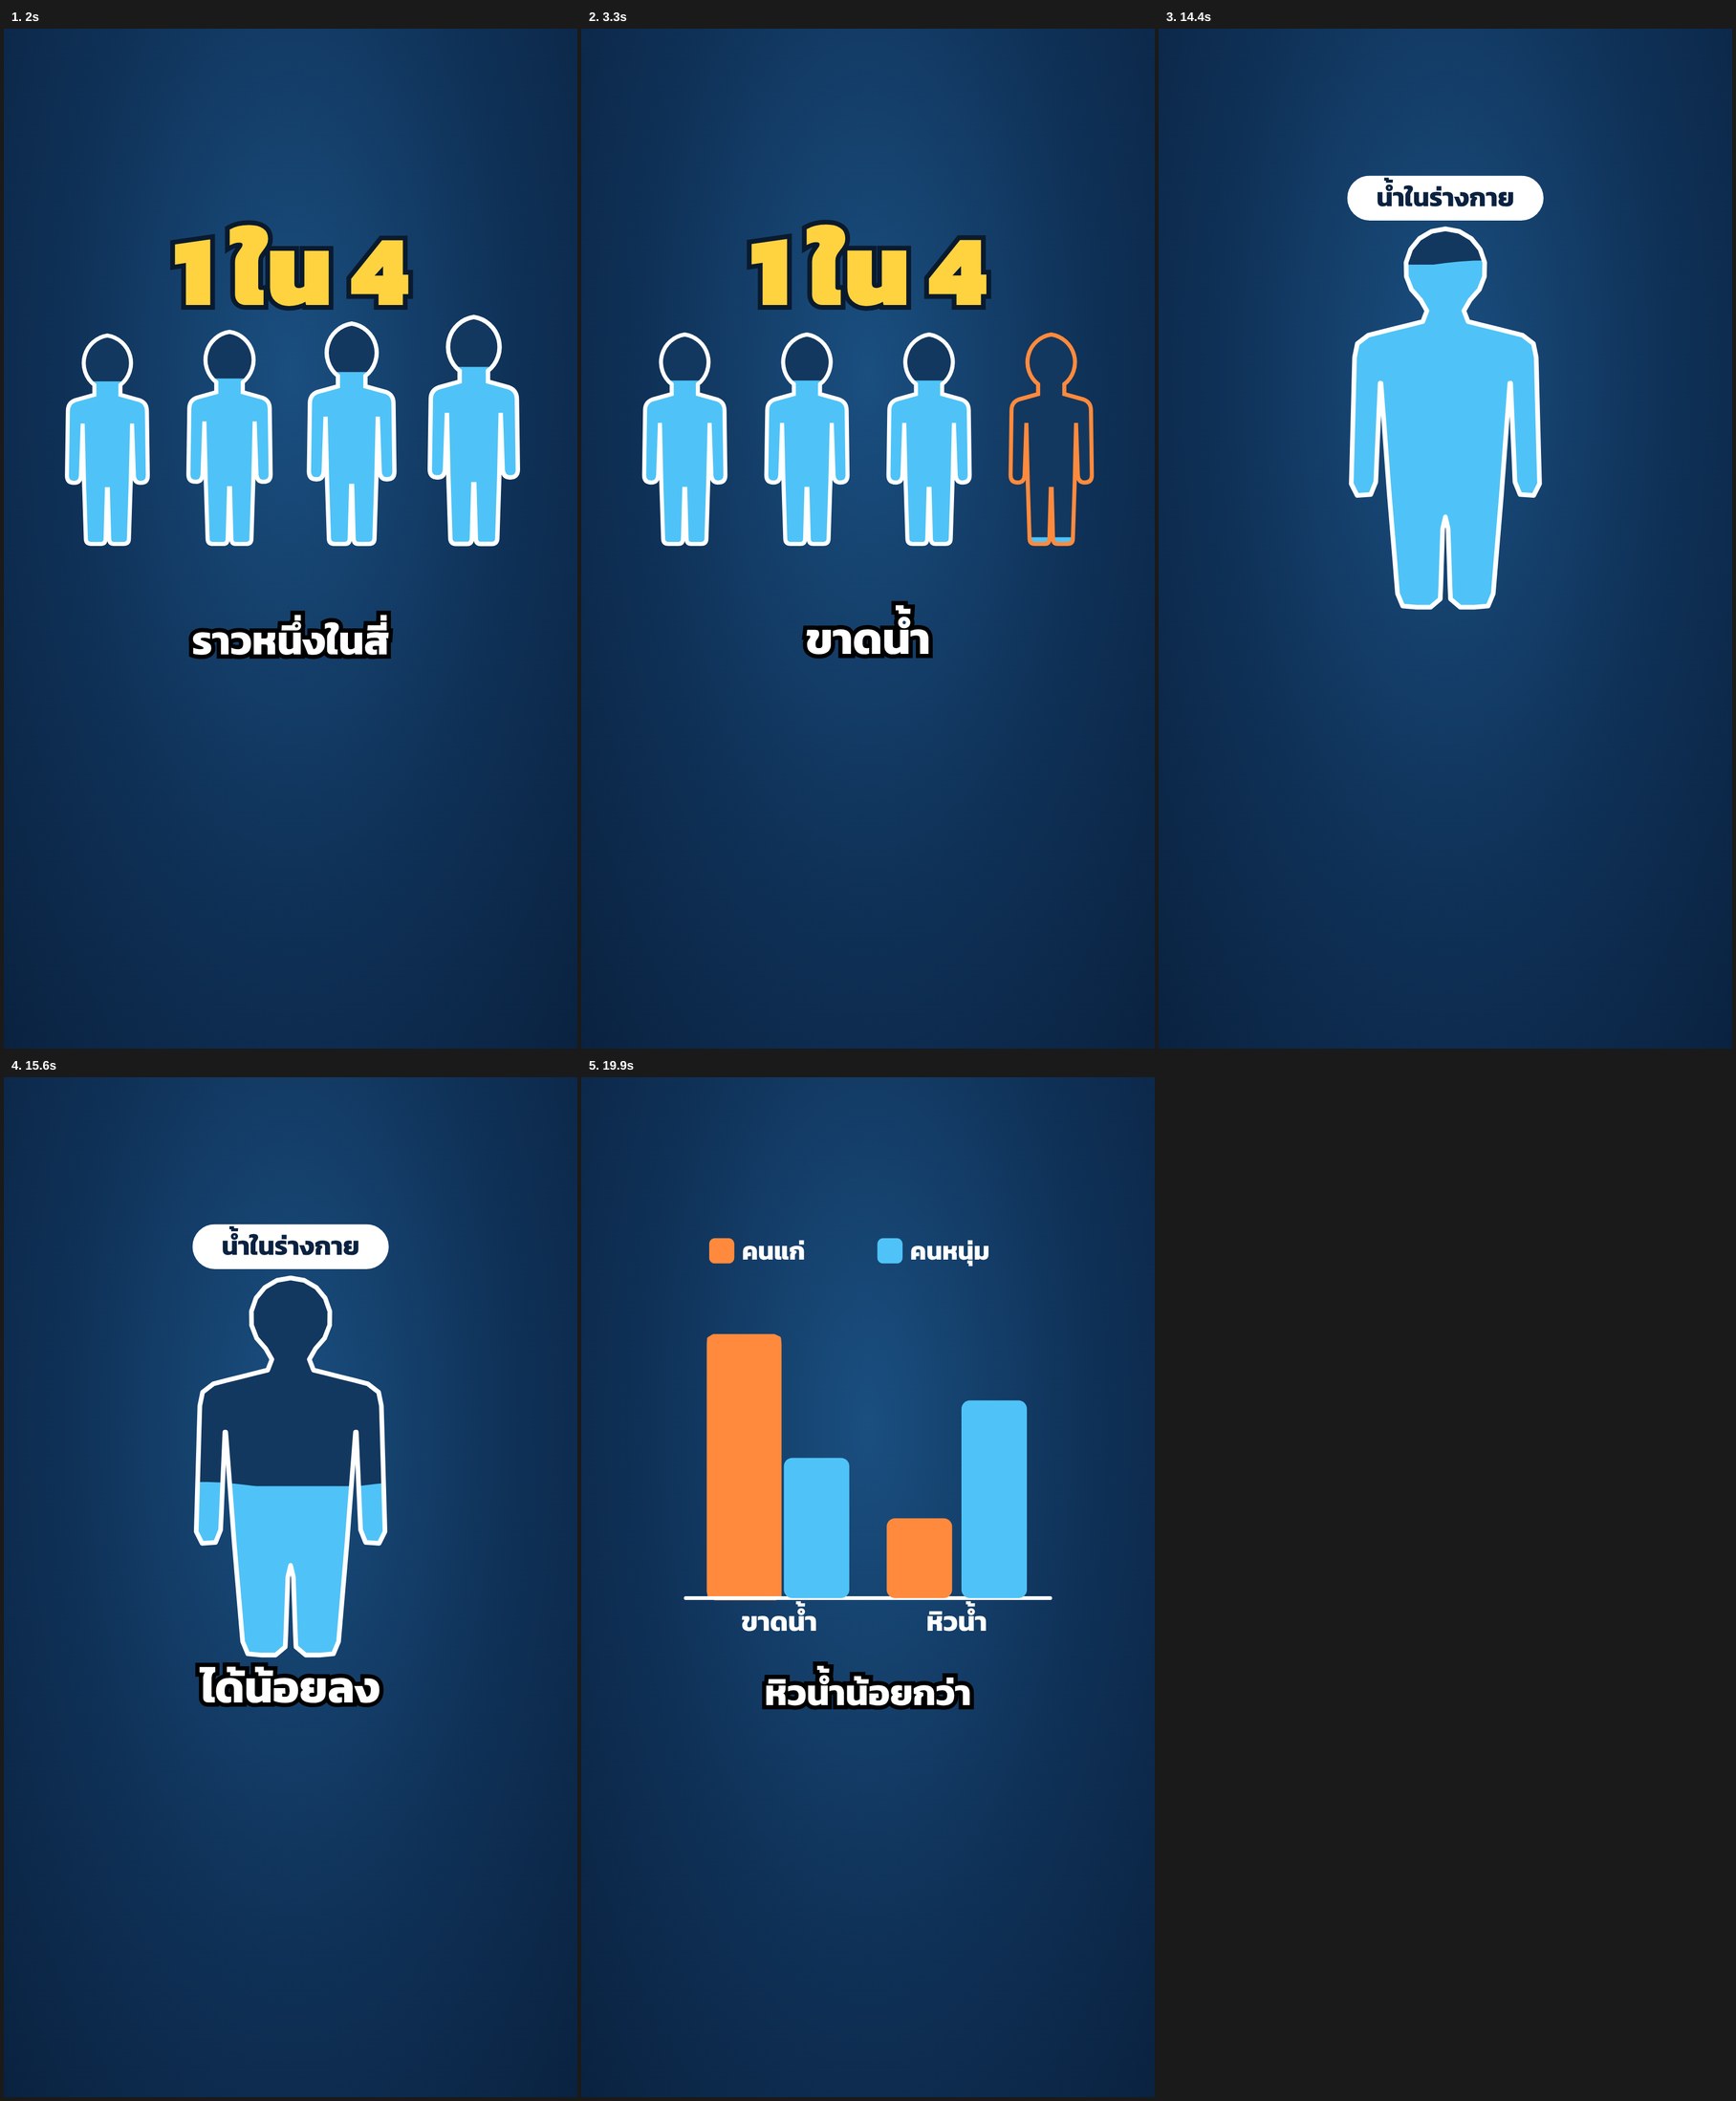 1. 2s
1 ใน 4
ราวหนึ่งในสี่
2. 3.3s
1 ใน 4
ขาดน้ำ
3. 14.4s
น้ำในร่างกาย
4. 15.6s
น้ำในร่างกาย
ได้น้อยลง
5. 19.9s
คนแก่ คนหนุ่ม
ขาดน้ำ หิวน้ำ
หิวน้ำน้อยกว่า